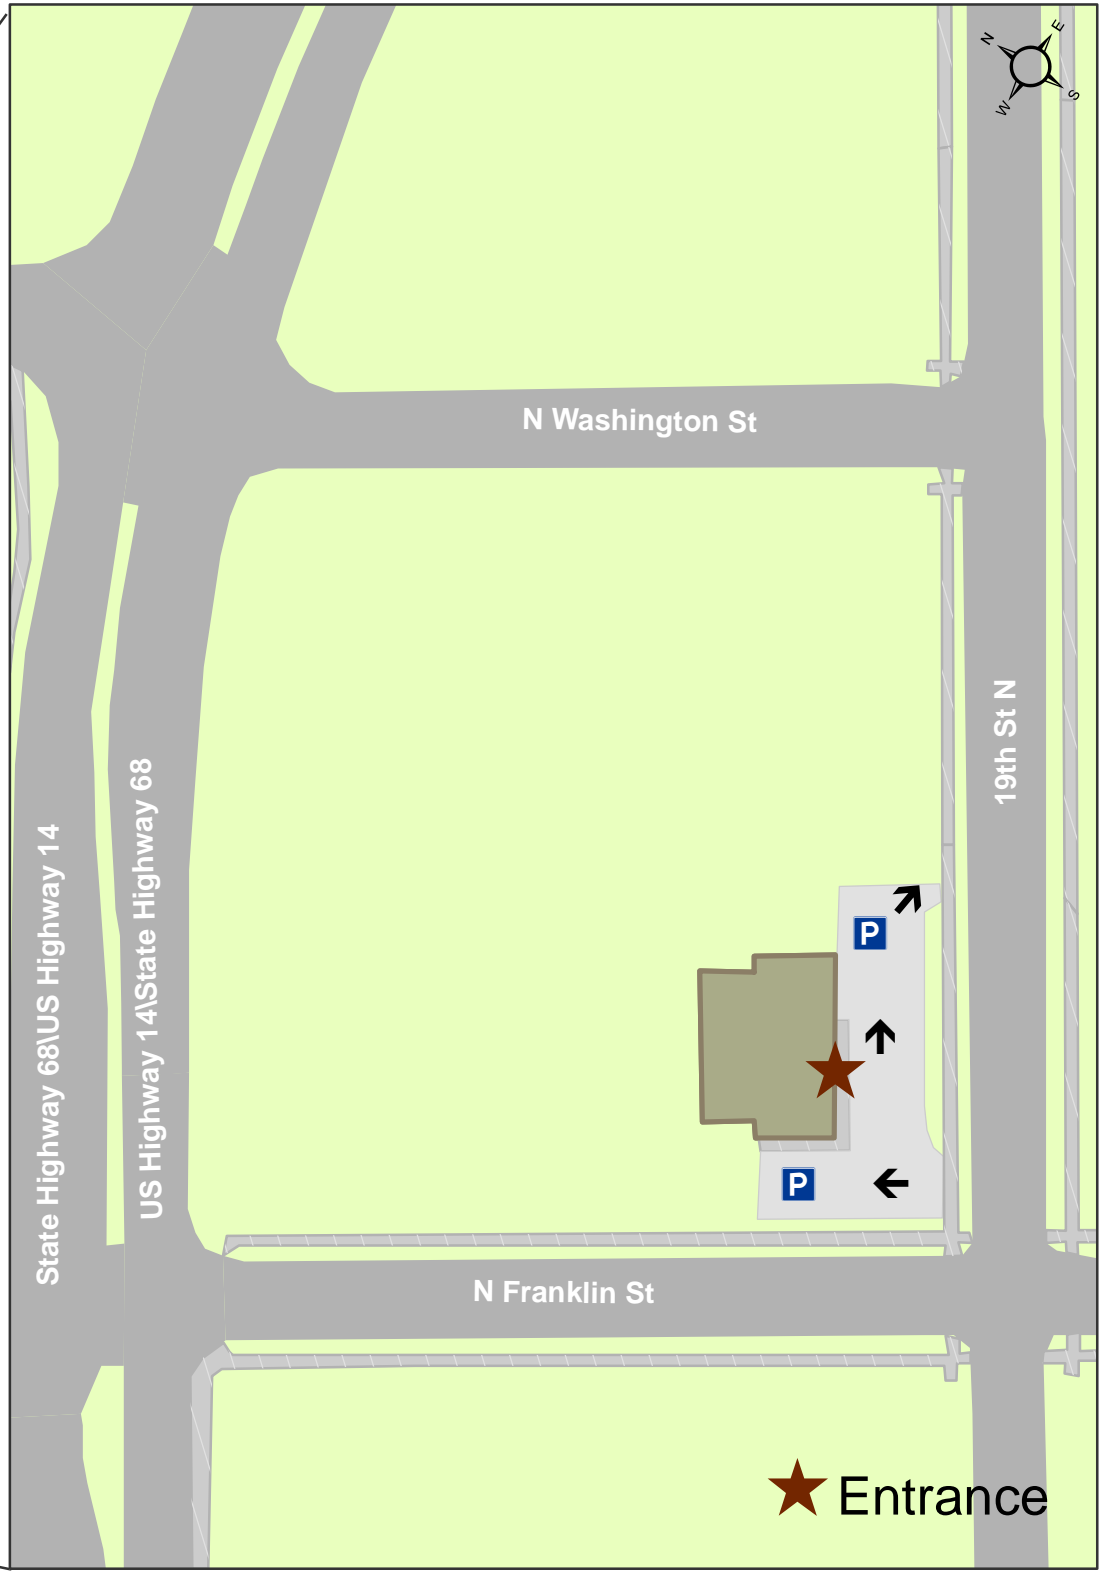 N
E
W
S
N Washington St
19th St N
State Highway 68\US Highway 14
US Highway 14\State Highway 68
P
P
N Franklin St
Entrance